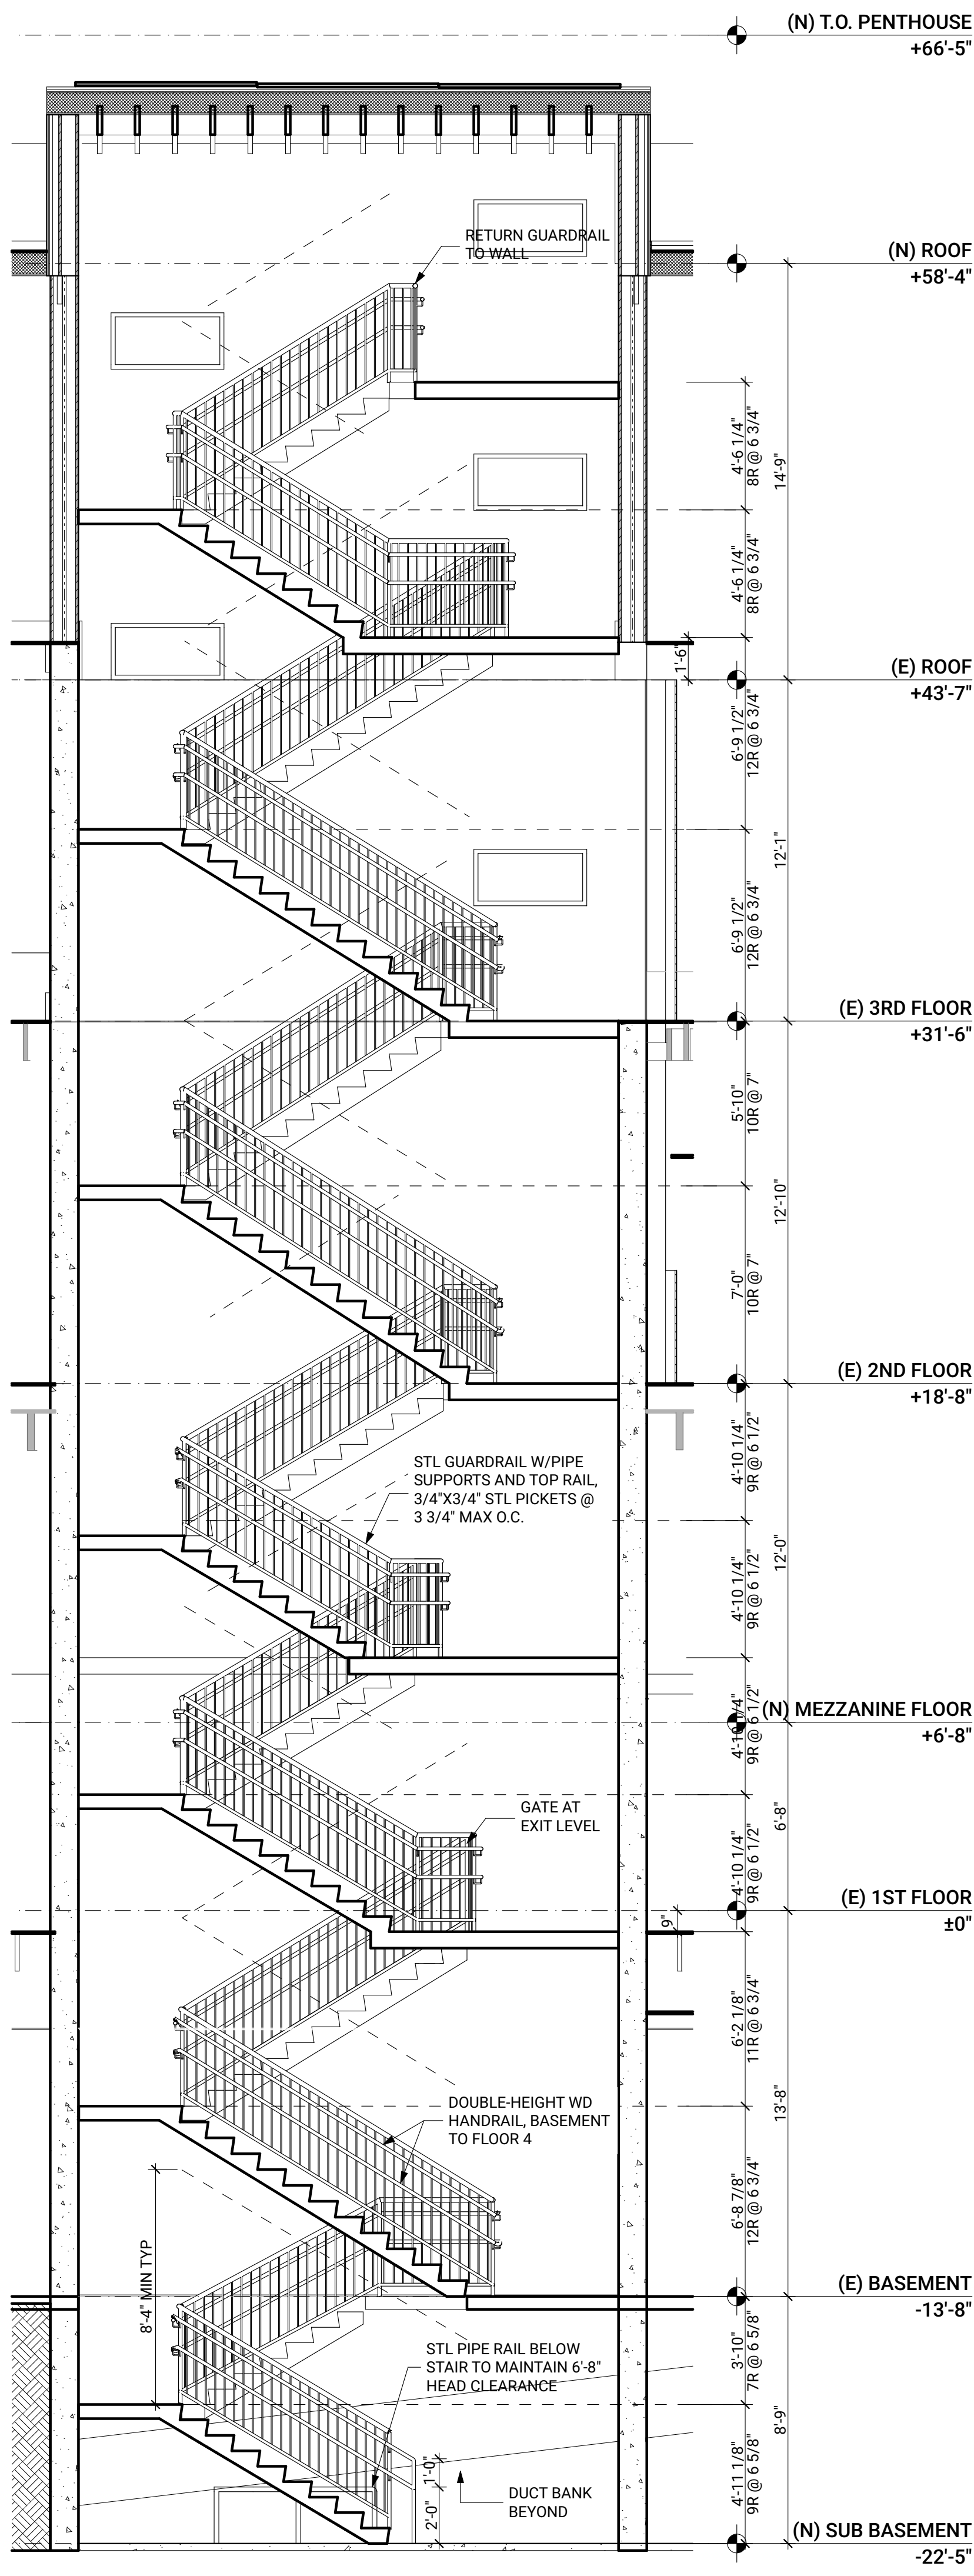 (N) T.O. PENTHOUSE
+66'-5"
RETURN GUARDRAIL
TO WALL
(N) ROOF
+58'-4"
4'-6 1/4"
8R @ 6 3/4"
14'-9"
4'-6 1/4"
8R @ 6 3/4"
1'-6"
(E) ROOF
+43'-7"
6'-9 1/2"
12R @ 6 3/4"
12'-1"
6'-9 1/2"
12R @ 6 3/4"
(E) 3RD FLOOR
+31'-6"
5'-10"
10R @ 7"
12'-10"
7'-0"
10R @ 7"
(E) 2ND FLOOR
+18'-8"
STL GUARDRAIL W/PIPE
SUPPORTS AND TOP RAIL,
3/4"X3/4" STL PICKETS @
3 3/4" MAX O.C.
4'-10 1/4"
9R @ 6 1/2"
12'-0"
4'-10 1/4"
9R @ 6 1/2"
4'-10 1/4"
9R @ 6 1/2"
(N) MEZZANINE FLOOR
+6'-8"
GATE AT
EXIT LEVEL
4'-10 1/4"
9R @ 6 1/2"
6'-8"
(E) 1ST FLOOR
±0"
9"
6'-2 1/8"
11R @ 6 3/4"
DOUBLE-HEIGHT WD
HANDRAIL, BASEMENT
TO FLOOR 4
13'-8"
6'-8 7/8"
12R @ 6 3/4"
8'-4" MIN TYP
(E) BASEMENT
-13'-8"
STL PIPE RAIL BELOW
STAIR TO MAINTAIN 6'-8"
HEAD CLEARANCE
3'-10"
7R @ 6 5/8"
8'-9"
4'-11 1/8"
9R @ 6 5/8"
1'-0"
2'-0"
DUCT BANK
BEYOND
(N) SUB BASEMENT
-22'-5"